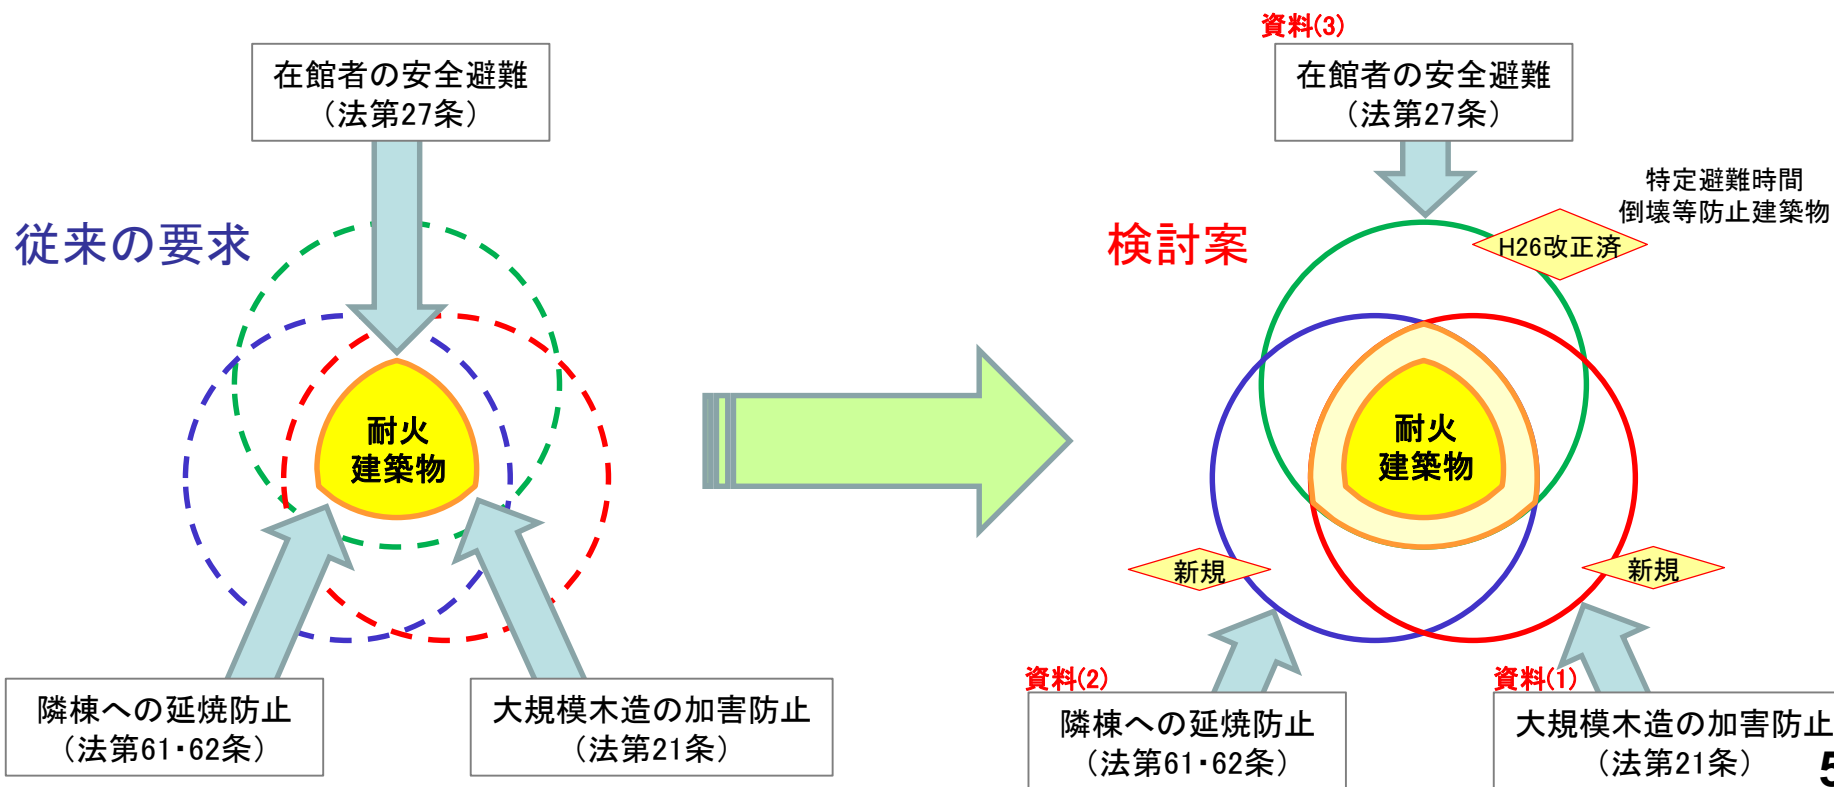 在館者の安全避難
（法第27条）
従来の要求
耐火
建築物
隣棟への延焼防止
（法第61・62条）
大規模木造の加害防止
（法第21条）
資料(3)
在館者の安全避難
（法第27条）
特定避難時間
倒壊等防止建築物
H26改正済
検討案
耐火
建築物
新規
新規
資料(2)
隣棟への延焼防止
（法第61・62条）
資料(1)
大規模木造の加害防止
（法第21条）
5